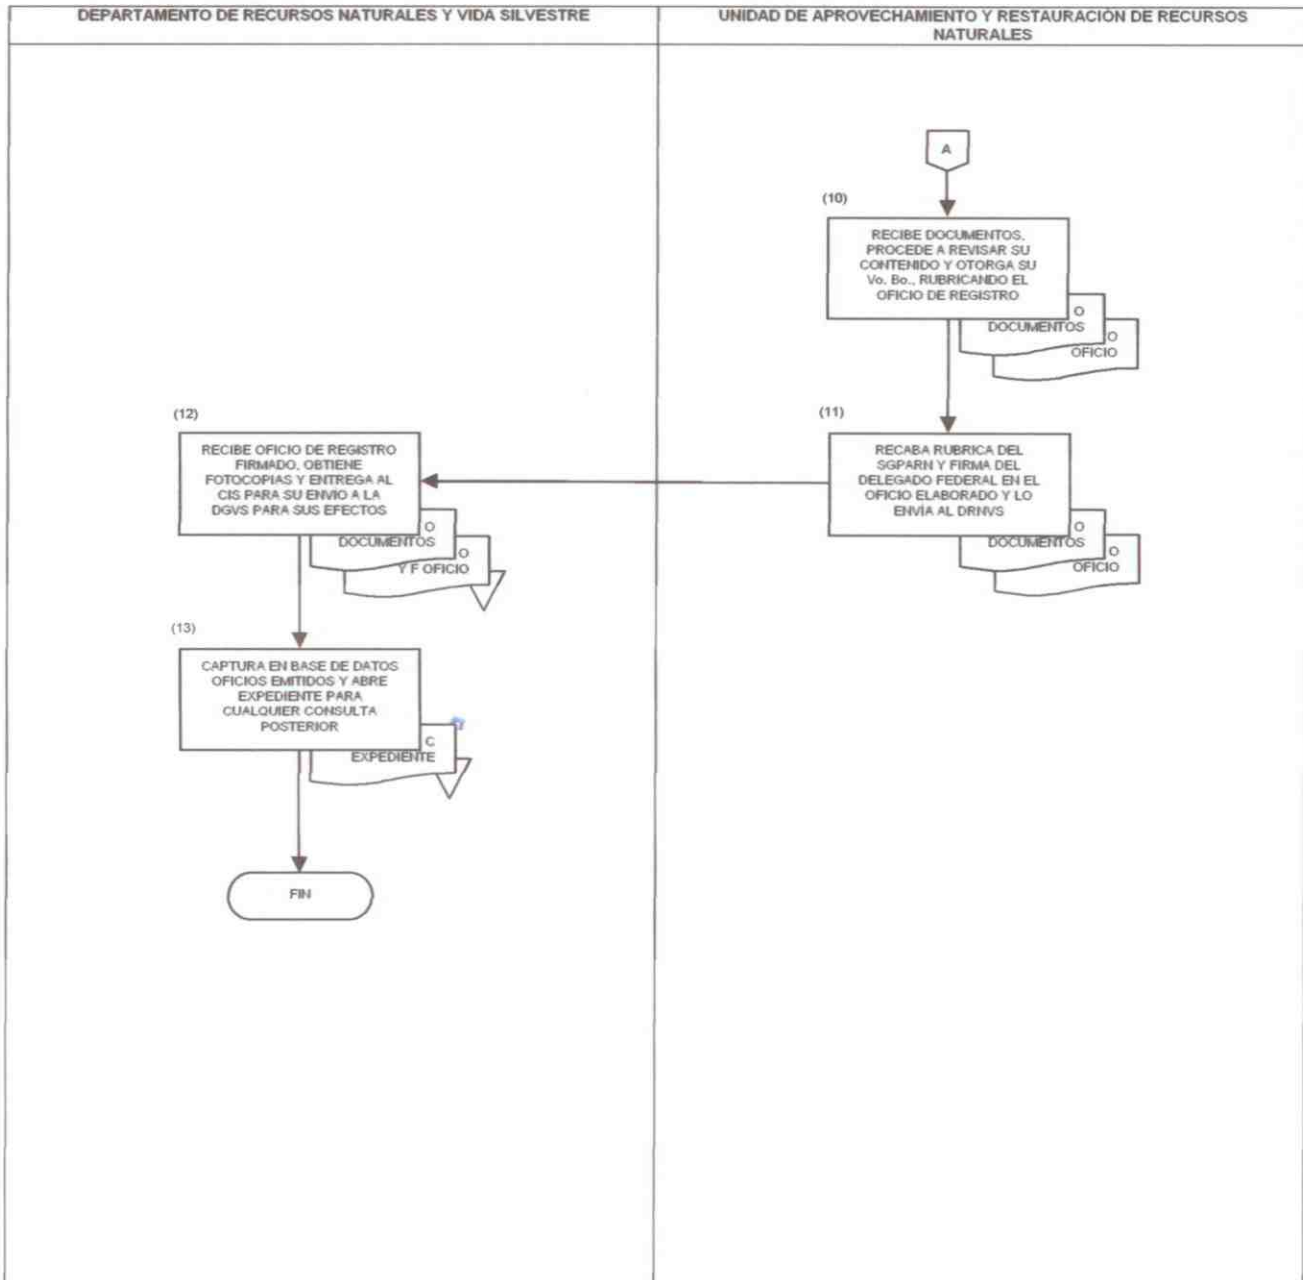 DEPARTAMENTO DE RECURSOS NATURALES Y VIDA SILVESTRE
UNIDAD DE APROVECHAMIENTO Y RESTAURACIÓN DE RECURSOS
NATURALES
A
(10)
RECIBE DOCUMENTOS,
PROCEDE A REVISAR SU
CONTENIDO Y OTORGA SU
Vo. Bo., RUBRICANDO EL
OFICIO DE REGISTRO
O
DOCUMENTOS
O
OFICIO
(11)
RECABA RUBRICA DEL
SGPARN Y FIRMA DEL
DELEGADO FEDERAL EN EL
OFICIO ELABORADO Y LO
ENVÍA AL DRNVS
O
DOCUMENTOS
O
OFICIO
(12)
RECIBE OFICIO DE REGISTRO
FIRMADO, OBTIENE
FOTOCOPIAS Y ENTREGA AL
CIS PARA SU ENVIO A LA
DGVS PARA SUS EFECTOS
O
DOCUMENTOS
O
Y F OFICIO
(13)
CAPTURA EN BASE DE DATOS
OFICIOS EMITIDOS Y ABRE
EXPEDIENTE PARA
CUALQUIER CONSULTA
POSTERIOR
C
EXPEDIENTE
FIN